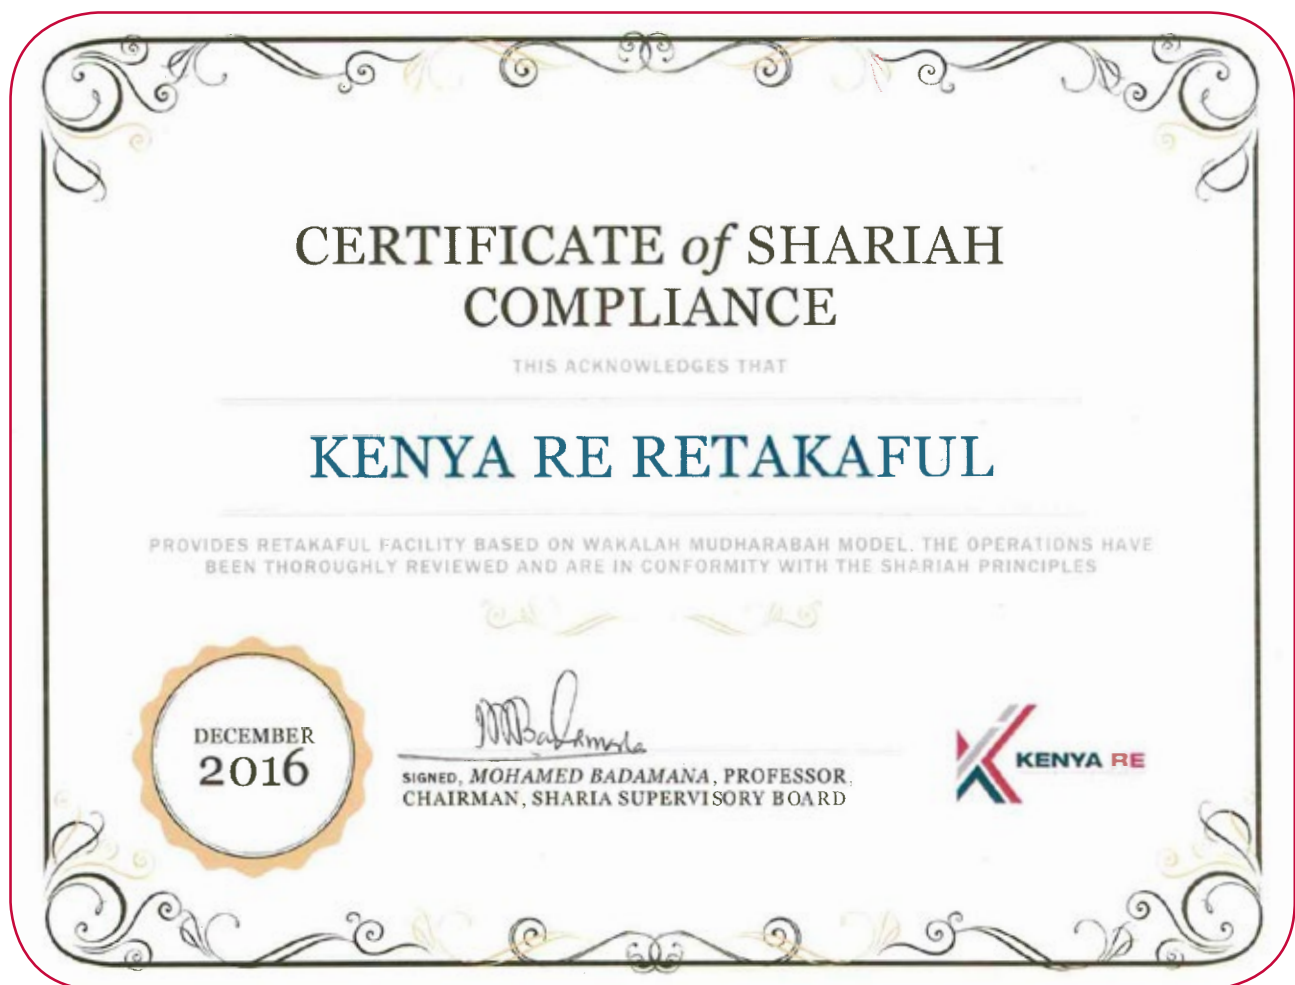 CERTIFICATE of SHARIAH
COMPLIANCE
THIS ACKNOWLEDGES THAT
KENYA RE RETAKAFUL
PROVIDES RETAKAFUL FACILITY BASED ON WAKALAH MUDHARABAH MODEL. THE OPERATIONS HAVE
BEEN THOROUGHLY REVIEWED AND ARE IN CONFORMITY WITH THE SHARIAH PRINCIPLES
DECEMBER
2016
MBadamana
SIGNED, MOHAMED BADAMANA, PROFESSOR,
CHAIRMAN, SHARIA SUPERVISORY BOARD
KENYA RE